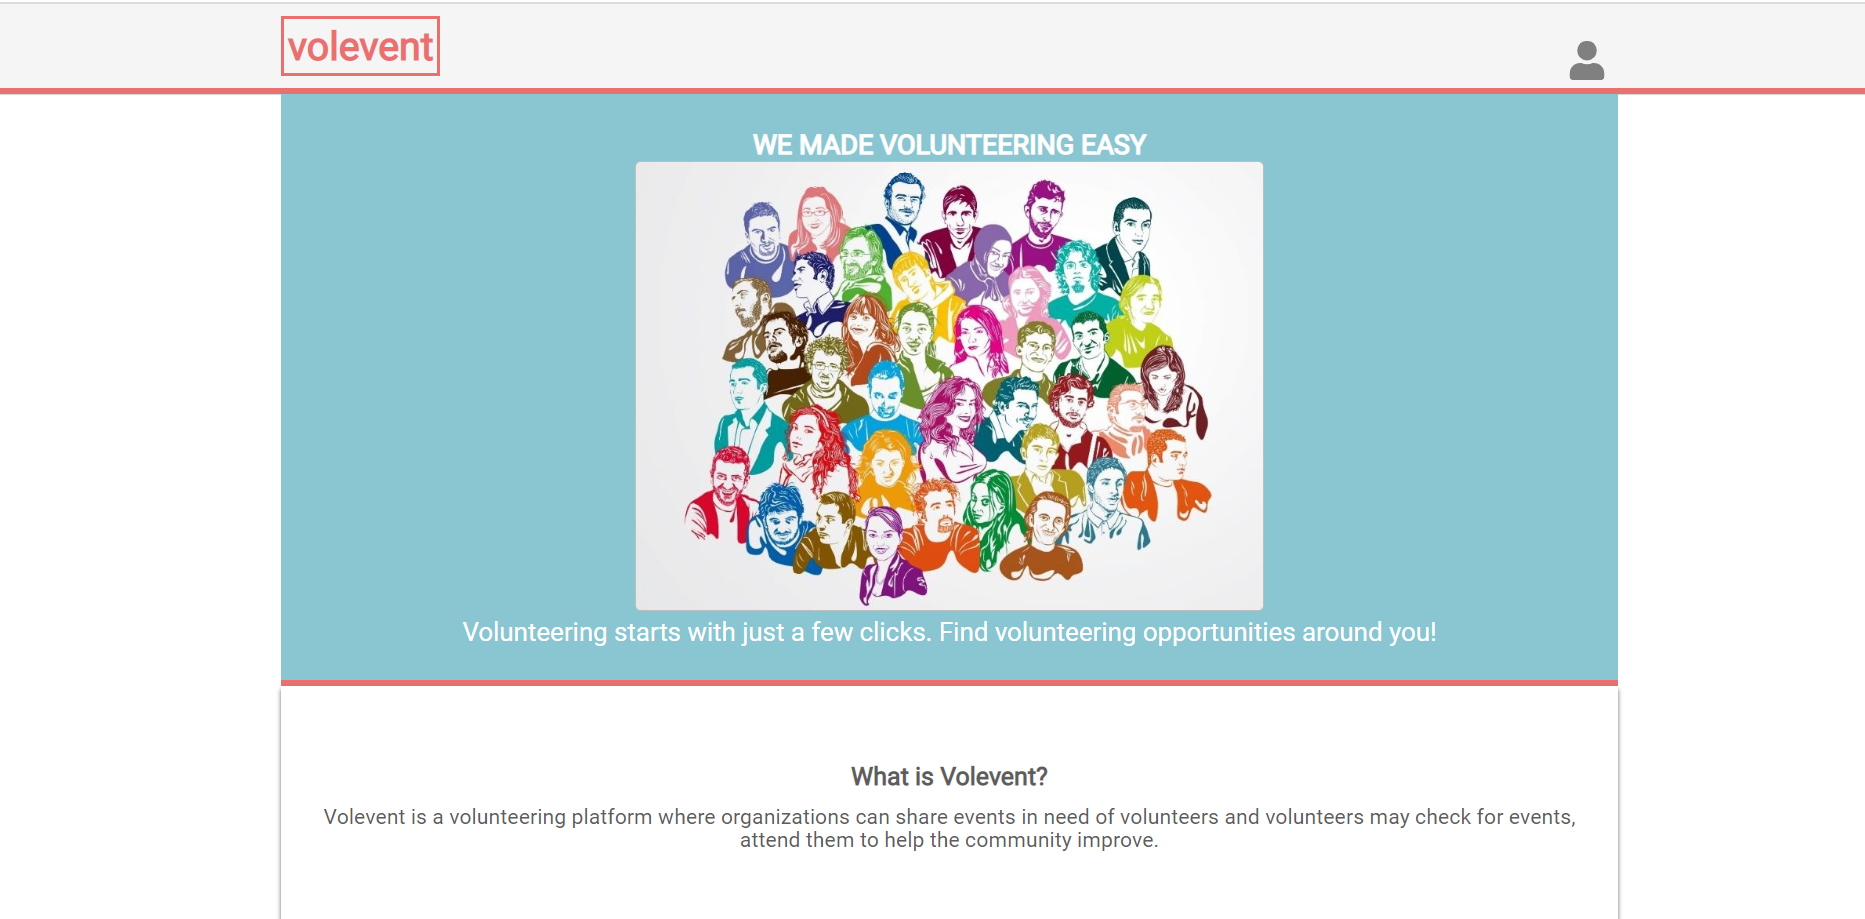 volevent
WE MADE VOLUNTEERING EASY
Volunteering starts with just a few clicks. Find volunteering opportunities around you!
What is Volevent?
Volevent is a volunteering platform where organizations can share events in need of volunteers and volunteers may check for events,
attend them to help the community improve.